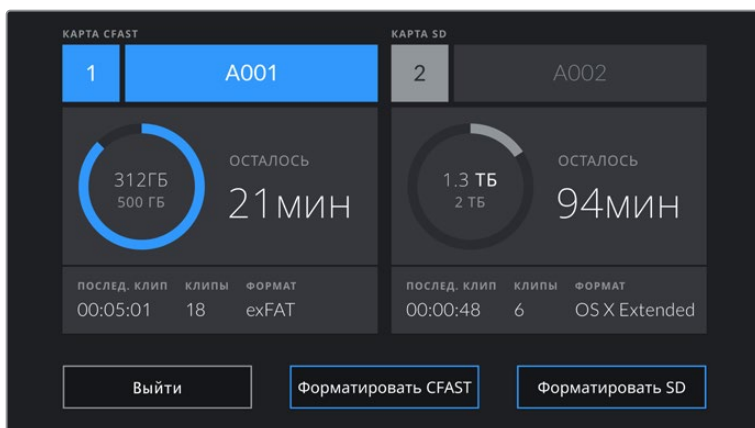 КАРТА CFAST
1
A001
312ГБ
500 ГБ
ОСТАЛОСЬ
21мин
ПОСЛЕД. КЛИП КЛИПЫ ФОРМАТ
00:05:01 18 exFAT
КАРТА SD
2
A002
1.3 ТБ
2 ТБ
ОСТАЛОСЬ
94мин
ПОСЛЕД. КЛИП КЛИПЫ ФОРМАТ
00:00:48 6 OS X Extended
Выйти
Форматировать CFAST
Форматировать SD